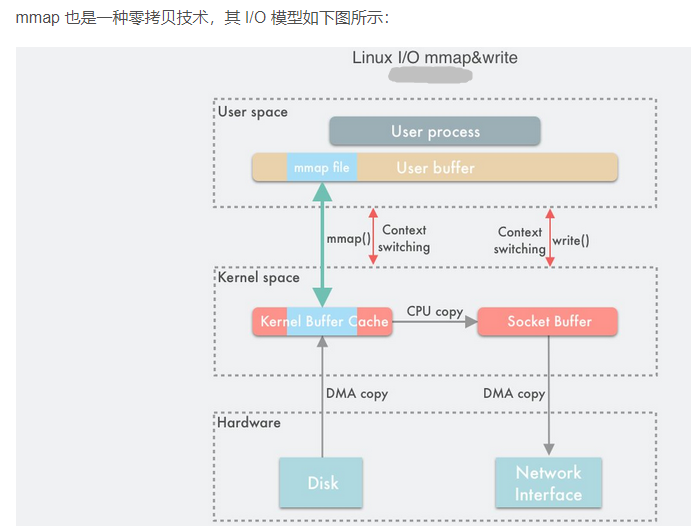 mmap 也是一种零拷贝技术，其 I/O 模型如下图所示：
Linux I/O mmap&write
User space
User process
mmap file
User buffer
mmap()
Context
switching
Context
switching
write()
Kernel space
Kernel Buffer Cache
CPU copy
Socket Buffer
DMA copy
DMA copy
Hardware
Disk
Network
Interface